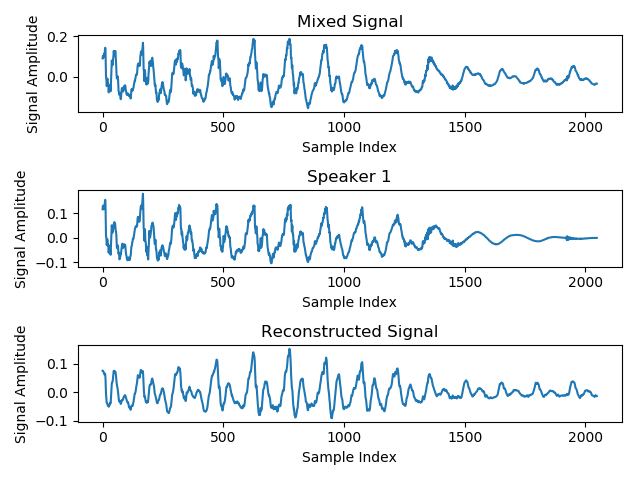 Mixed Signal
Signal Amplitude
0.2
0.0
0 500 1000 1500 2000
Sample Index
Speaker 1
Signal Amplitude
0.1
0.0
−0.1
0 500 1000 1500 2000
Sample Index
Reconstructed Signal
Signal Amplitude
0.1
0.0
−0.1
0 500 1000 1500 2000
Sample Index